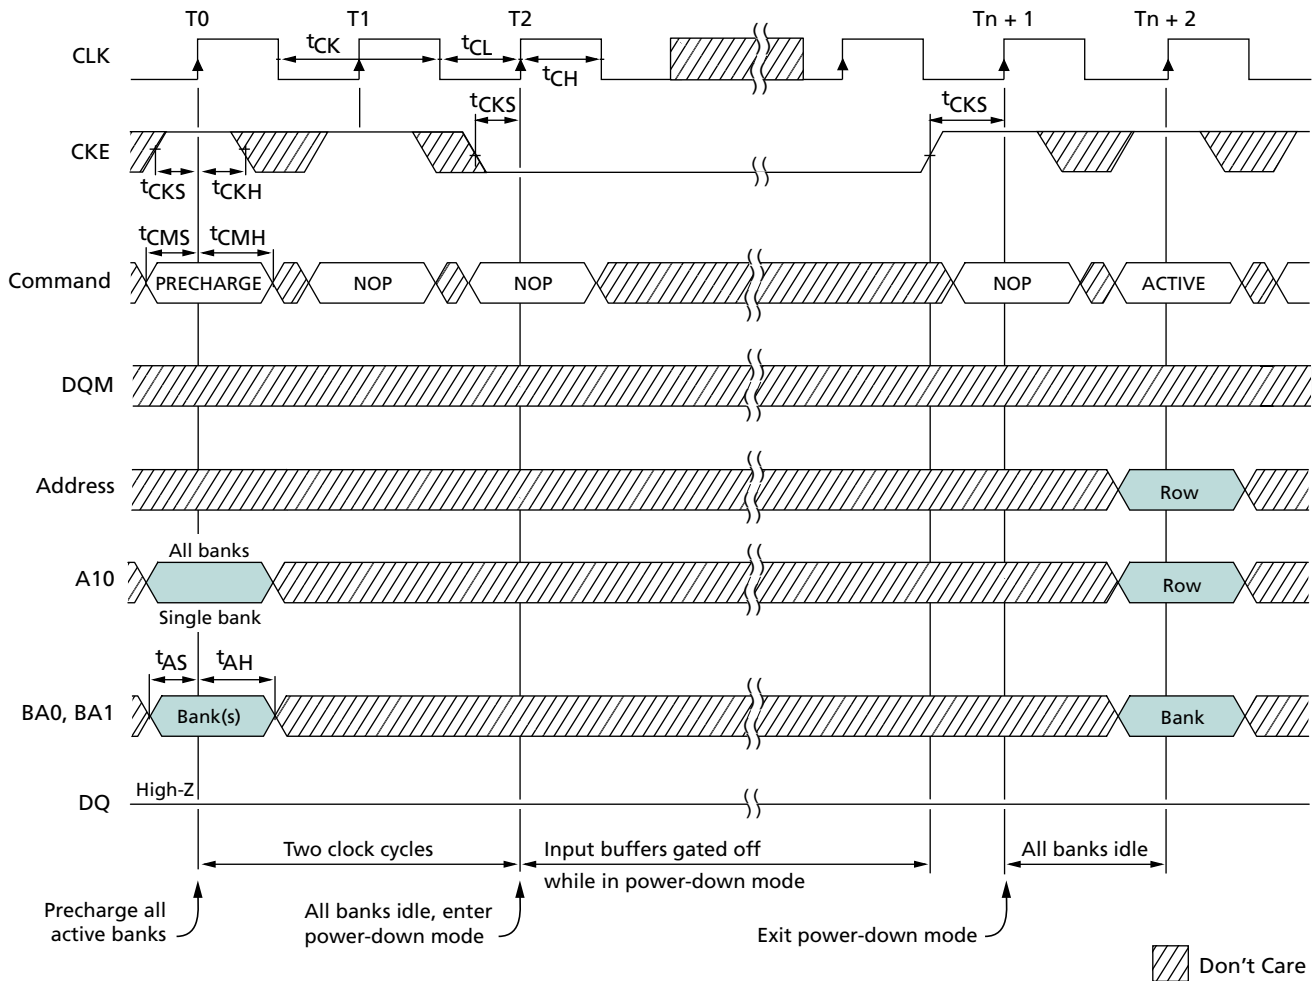 T0 T1 T2 Tn + 1 Tn + 2
CLK
tCK tCL
tCH
tCKS tCKS
CKE
tCKS tCKH
tCMS tCMH
Command PRECHARGE NOP NOP NOP ACTIVE
DQM
Address Row
All banks
A10 Row
Single bank
tAS tAH
BA0, BA1 Bank(s) Bank
High-Z
DQ
Two clock cycles
Input buffers gated off
while in power-down mode
All banks idle
Precharge all
active banks
All banks idle, enter
power-down mode
Exit power-down mode
Don't Care